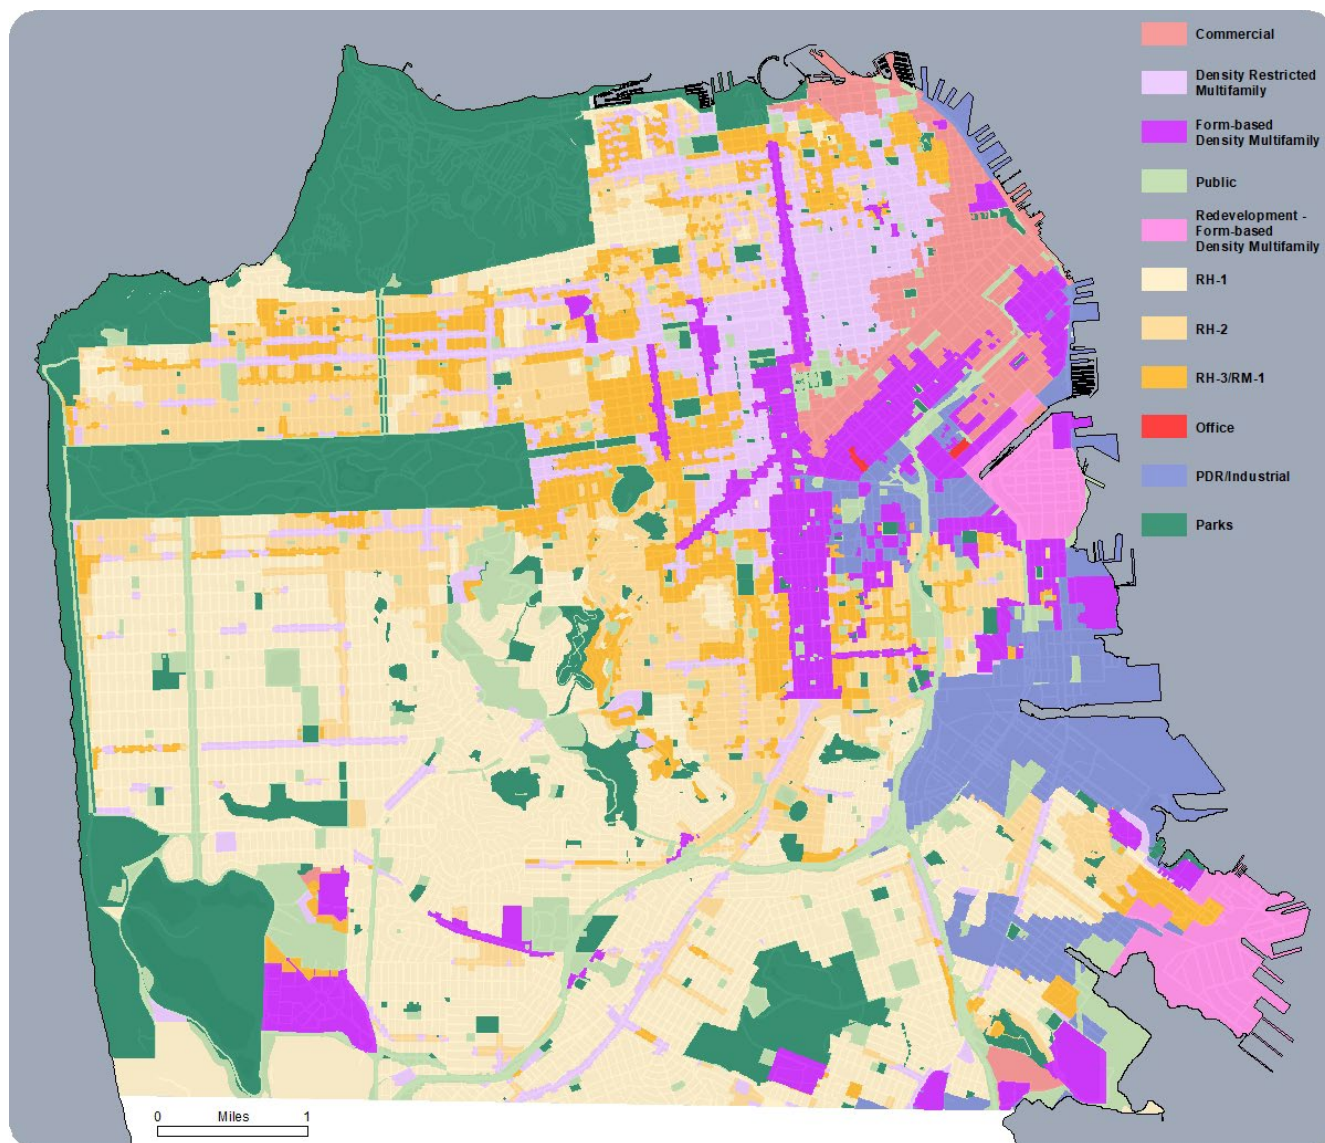 Commercial
Density Restricted
Multifamily
Form-based
Density Multifamily
Public
Redevelopment -
Form-based
Density Multifamily
RH-1
RH-2
RH-3/RM-1
Office
PDR/Industrial
Parks
0 Miles 1